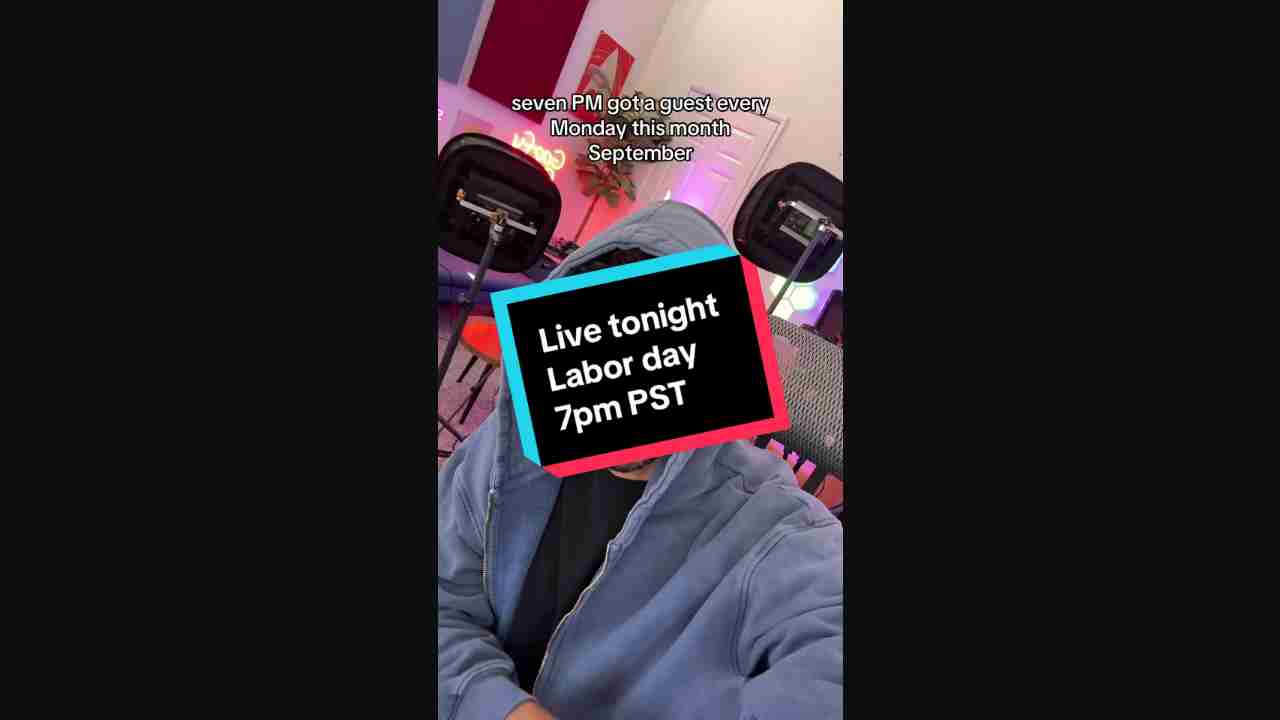 seven PM got a guest every
Monday this month
September
Live tonight
Labor day
7pm PST